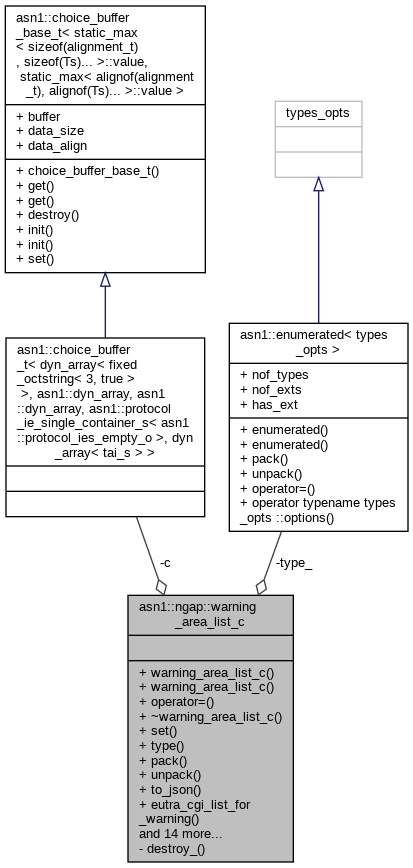 asn1::choice_buffer
_base_t< static_max
< sizeof(alignment_t)
, sizeof(Ts)... >::value,
static_max< alignof(alignment
_t), alignof(Ts)... >::value >
+ buffer
+ data_size
+ data_align
+ choice_buffer_base_t()
+ get()
+ get()
+ destroy()
+ init()
+ init()
+ set()
types_opts
asn1::choice_buffer
_t< dyn_array< fixed
_octstring< 3, true >
>, asn1::dyn_array, asn1
::dyn_array, asn1::protocol
_ie_single_container_s< asn1
::protocol_ies_empty_o >, dyn
_array< tai_s > >
asn1::enumerated< types
_opts >
+ nof_types
+ nof_exts
+ has_ext
+ enumerated()
+ enumerated()
+ pack()
+ unpack()
+ operator=()
+ operator typename types
_opts ::options()
-c
-type_
asn1::ngap::warning
_area_list_c
+ warning_area_list_c()
+ warning_area_list_c()
+ operator=()
+ ~warning_area_list_c()
+ set()
+ type()
+ pack()
+ unpack()
+ to_json()
+ eutra_cgi_list_for
_warning()
and 14 more...
- destroy_()